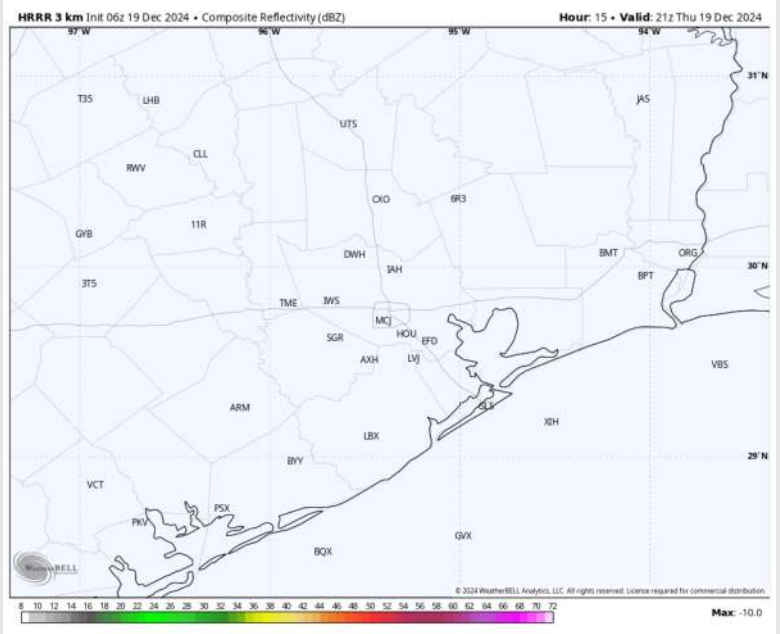 HRRR 3 km Init 06z 19 Dec 2024 • Composite Reflectivity (dBZ) Hour: 15 • Valid: 21z Thu 19 Dec 2024
97°W 96°W 95°W 94°W
31°N
T35 LHB JAS
UTS
CLL
RWV
CXO 6R3
11R
GYB
DWH BMT ORG
IAH 30°N
BPT
3T5
TME IWS
MCJ
SGR HOU EFD
AXH LVJ VBS
ARM GLS
XIH
LBX
BYY 29°N
VCT
PSX
PKV
GVX
BQX
WeatherBELL
© 2024 WeatherBELL Analytics, LLC. All rights reserved. License required for commercial distribution.
8 10 12 14 16 18 20 22 24 26 28 30 32 34 36 38 40 42 44 46 48 50 52 54 56 58 60 62 64 66 68 70 72 Max: -10.0